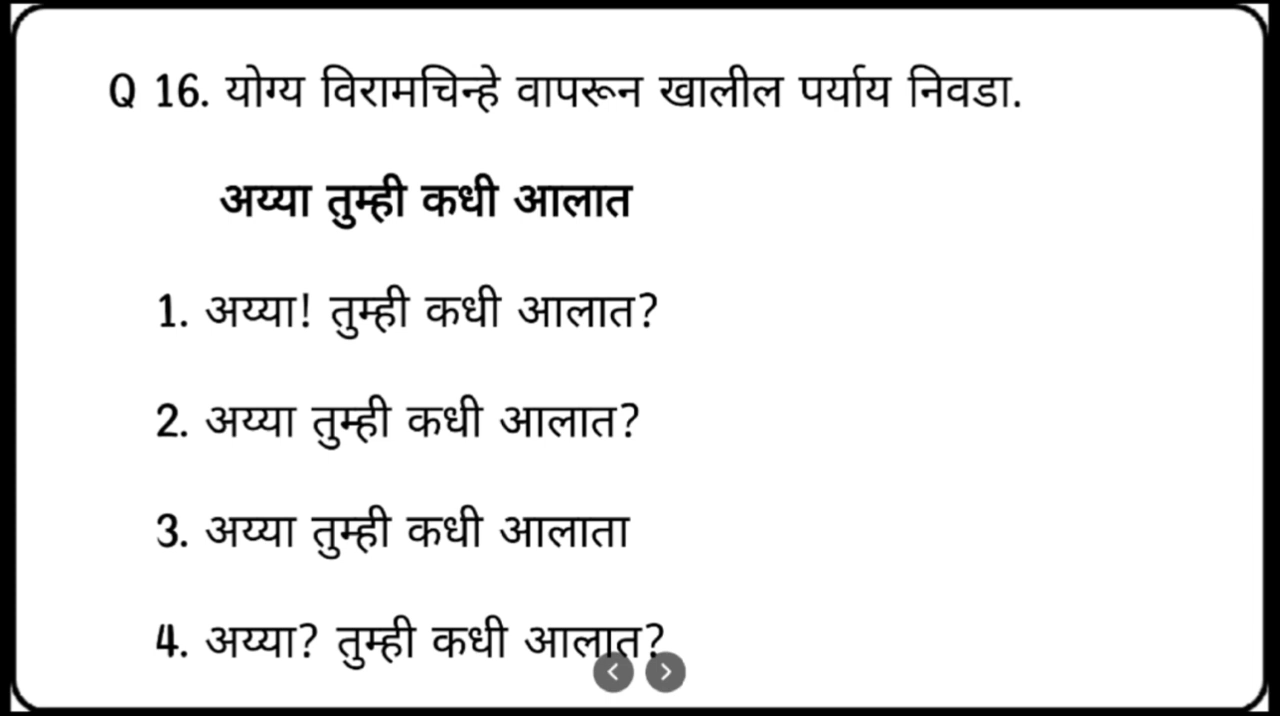 Q 16. योग्य विरामचिन्हे वापरून खालील पर्याय निवडा.
अय्या तुम्ही कधी आलात
1. अय्या! तुम्ही कधी आलात?
2. अय्या तुम्ही कधी आलात?
3. अय्या तुम्ही कधी आलाता
4. अय्या? तुम्ही कधी आलात?